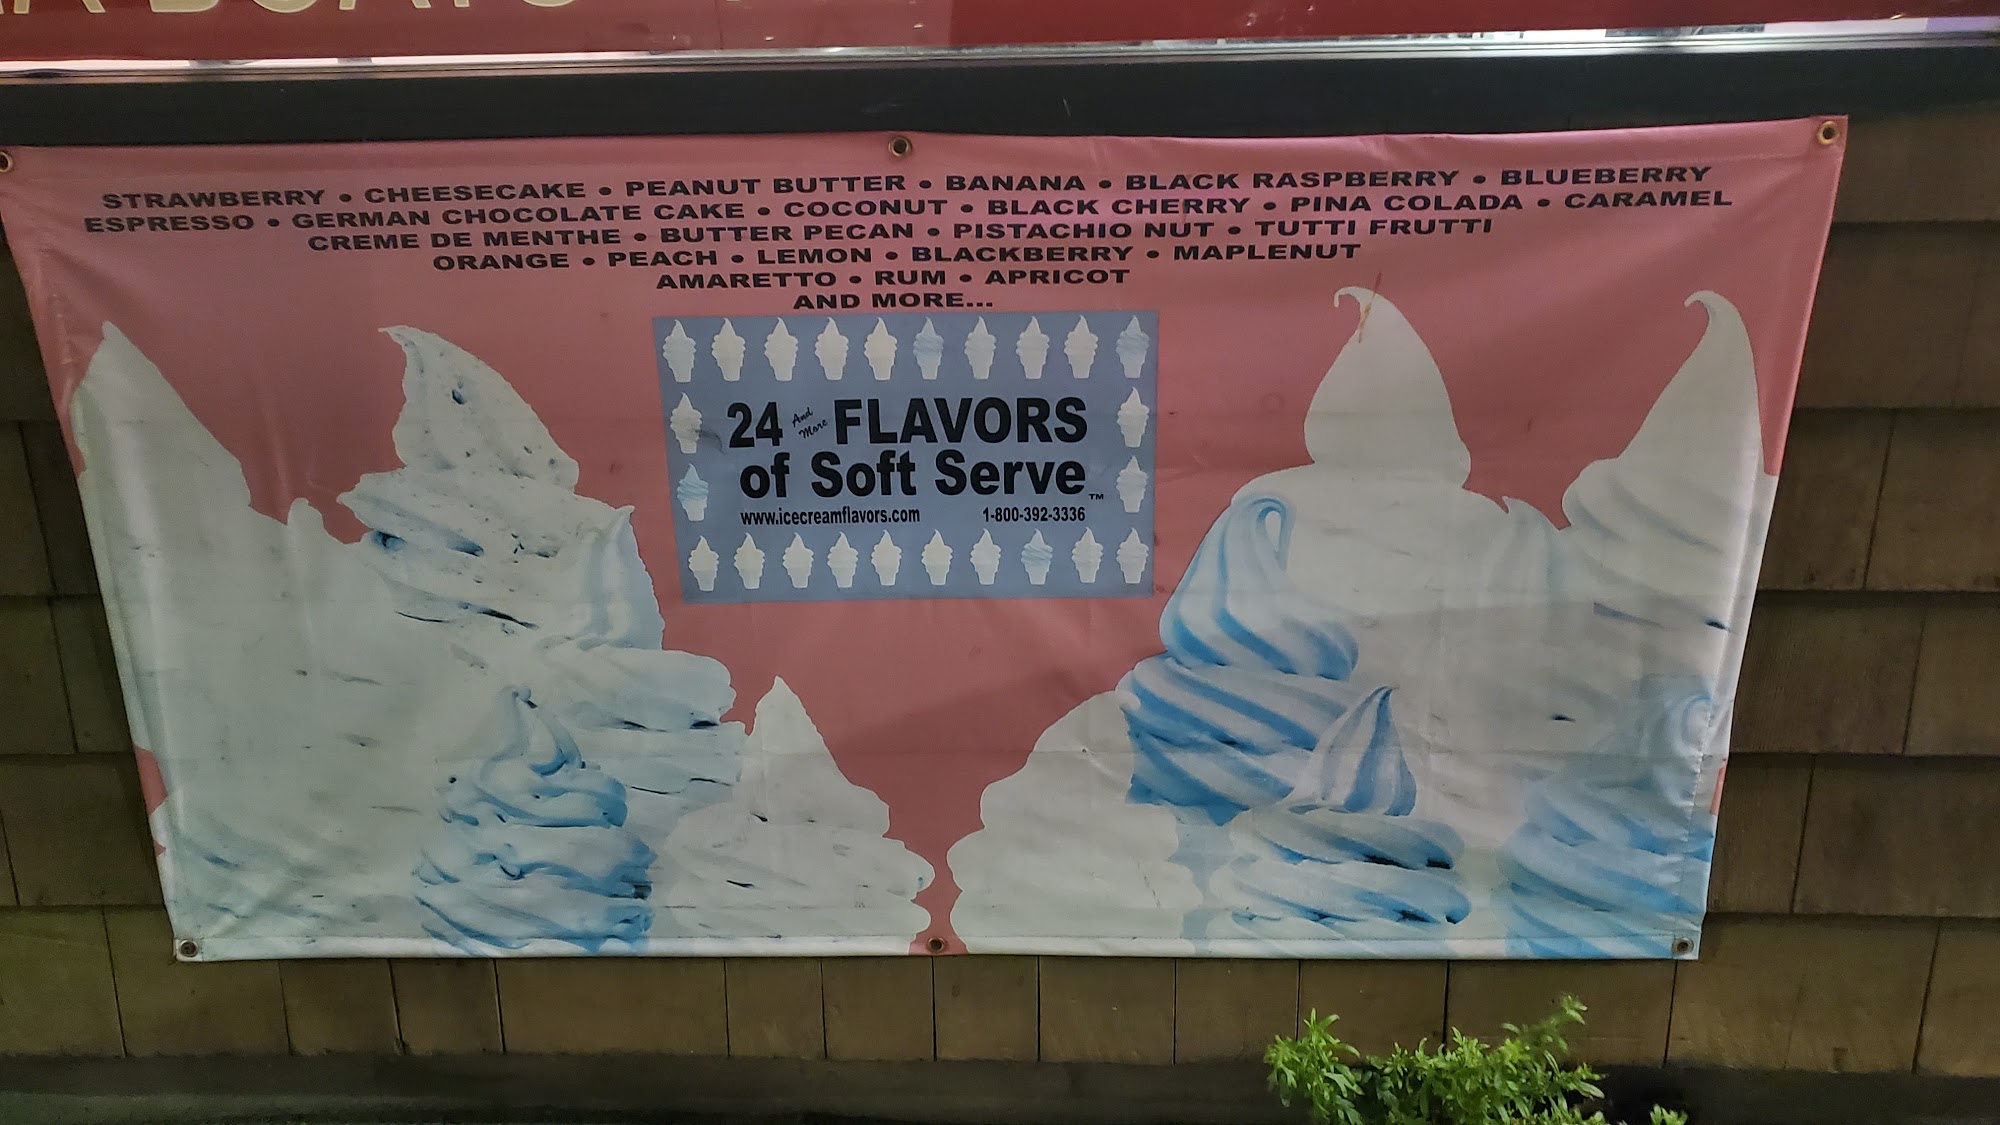 STRAWBERRY • CHEESECAKE • PEANUT BUTTER • BANANA • BLACK RASPBERRY • BLUEBERRY
ESPRESSO • GERMAN CHOCOLATE CAKE • COCONUT • BLACK CHERRY • PINA COLADA • CARAMEL
CREME DE MENTHE • BUTTER PECAN • PISTACHIO NUT • TUTTI FRUTTI
ORANGE • PEACH • LEMON • BLACKBERRY • MAPLENUT
AMARETTO • RUM • APRICOT
AND MORE...
24 And More FLAVORS
of Soft Serve™
www.icecreamflavors.com 1-800-392-3336